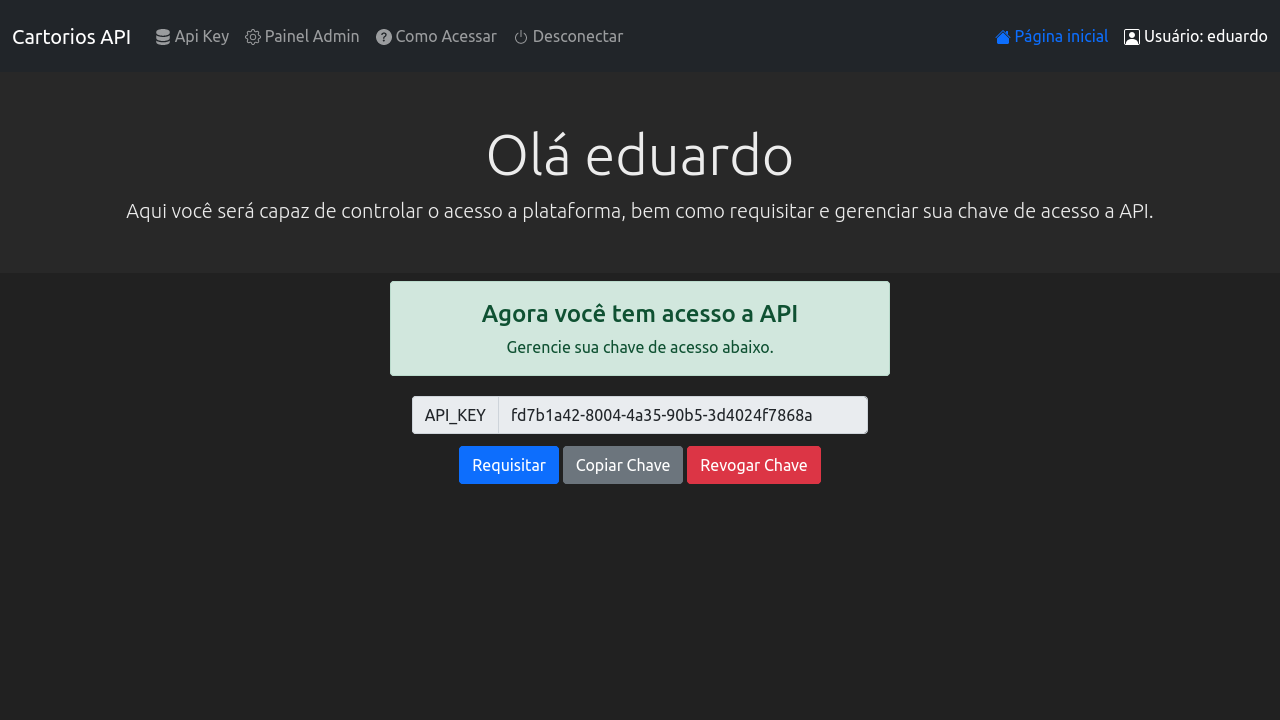 Cartorios API
Api Key
Painel Admin
Como Acessar
Desconectar
Página inicial
Usuário: eduardo
Olá eduardo
Aqui você será capaz de controlar o acesso a plataforma, bem como requisitar e gerenciar sua chave de acesso a API.
Agora você tem acesso a API
Gerencie sua chave de acesso abaixo.
API_KEY fd7b1a42-8004-4a35-90b5-3d4024f7868a
Requisitar
Copiar Chave
Revogar Chave